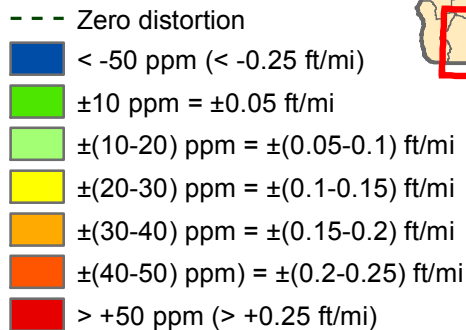 Zero distortion
< -50 ppm (< -0.25 ft/mi)
±10 ppm = ±0.05 ft/mi
±(10-20) ppm = ±(0.05-0.1) ft/mi
±(20-30) ppm = ±(0.1-0.15) ft/mi
±(30-40) ppm = ±(0.15-0.2) ft/mi
±(40-50) ppm) = ±(0.2-0.25) ft/mi
> +50 ppm (> +0.25 ft/mi)